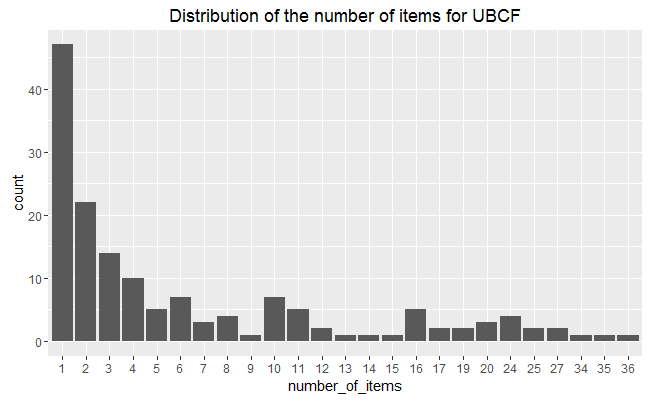 Distribution of the number of items for UBCF
count
40
30
20
10
0
1 2 3 4 5 6 7 8 9 10 11 12 13 14 15 16 17 19 20 24 25 27 34 35 36
number_of_items